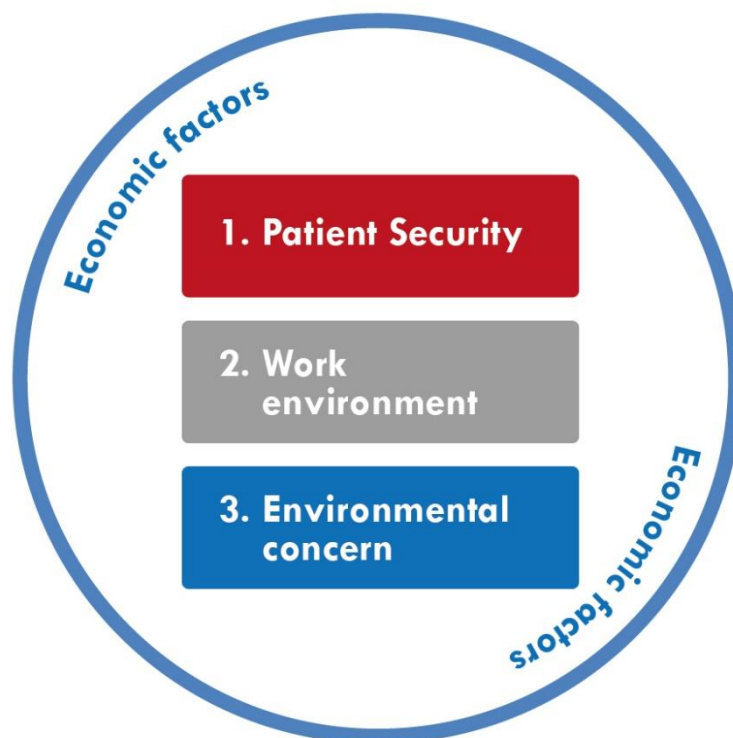 Economic factors
1. Patient Security
2. Work
environment
3. Environmental
concern
Economic factors